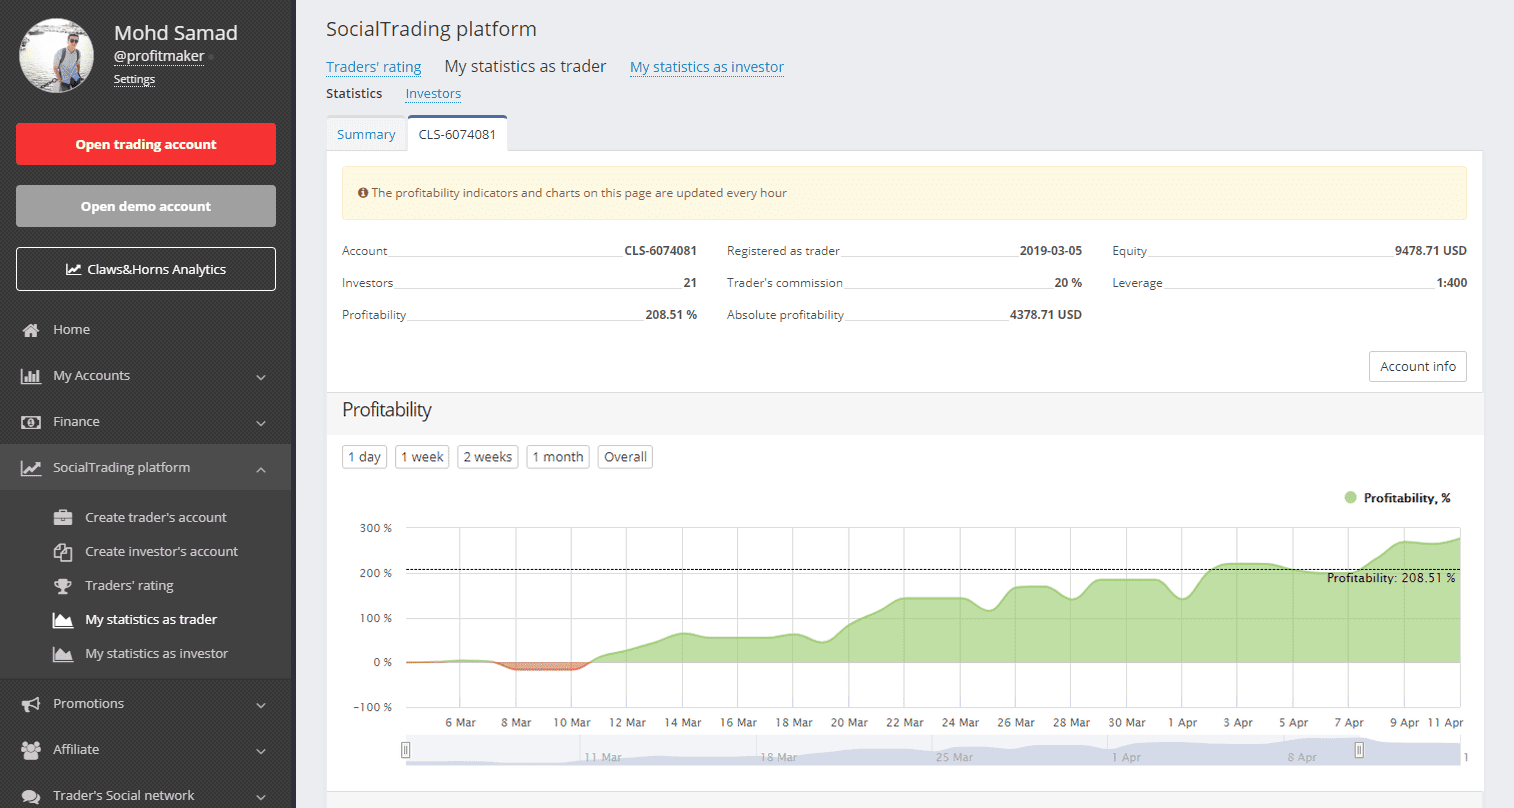 Mohd Samad
@profitmaker
Settings
Open trading account
Open demo account
Claws&Horns Analytics
Home
My Accounts
Finance
SocialTrading platform
Create trader's account
Create investor's account
Traders' rating
My statistics as trader
My statistics as investor
Promotions
Affiliate
Trader's Social network
SocialTrading platform
Traders' rating My statistics as trader My statistics as investor
Statistics Investors
Summary CLS-6074081
The profitability indicators and charts on this page are updated every hour
Account CLS-6074081 Registered as trader 2019-03-05 Equity 9478.71 USD
Investors 21 Trader's commission 20 % Leverage 1:400
Profitability 208.51 % Absolute profitability 4378.71 USD
Account info
Profitability
1 day 1 week 2 weeks 1 month Overall
Profitability, %
300 %
200 %
Profitability: 208.51 %
100 %
0 %
-100 %
6 Mar 8 Mar 10 Mar 12 Mar 14 Mar 16 Mar 18 Mar 20 Mar 22 Mar 24 Mar 26 Mar 28 Mar 30 Mar 1 Apr 3 Apr 5 Apr 7 Apr 9 Apr 11 Apr
11 Mar 18 Mar 25 Mar 1 Apr 8 Apr 1